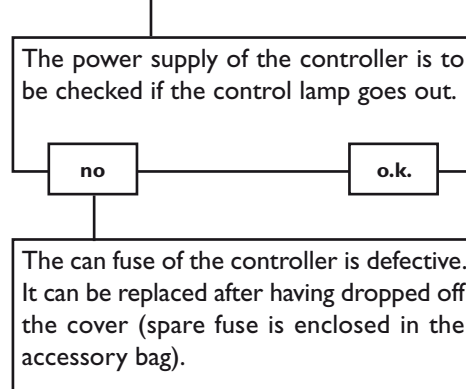 The power supply of the controller is to
be checked if the control lamp goes out.
no
o.k.
The can fuse of the controller is defective.
It can be replaced after having dropped off
the cover (spare fuse is enclosed in the
accessory bag).